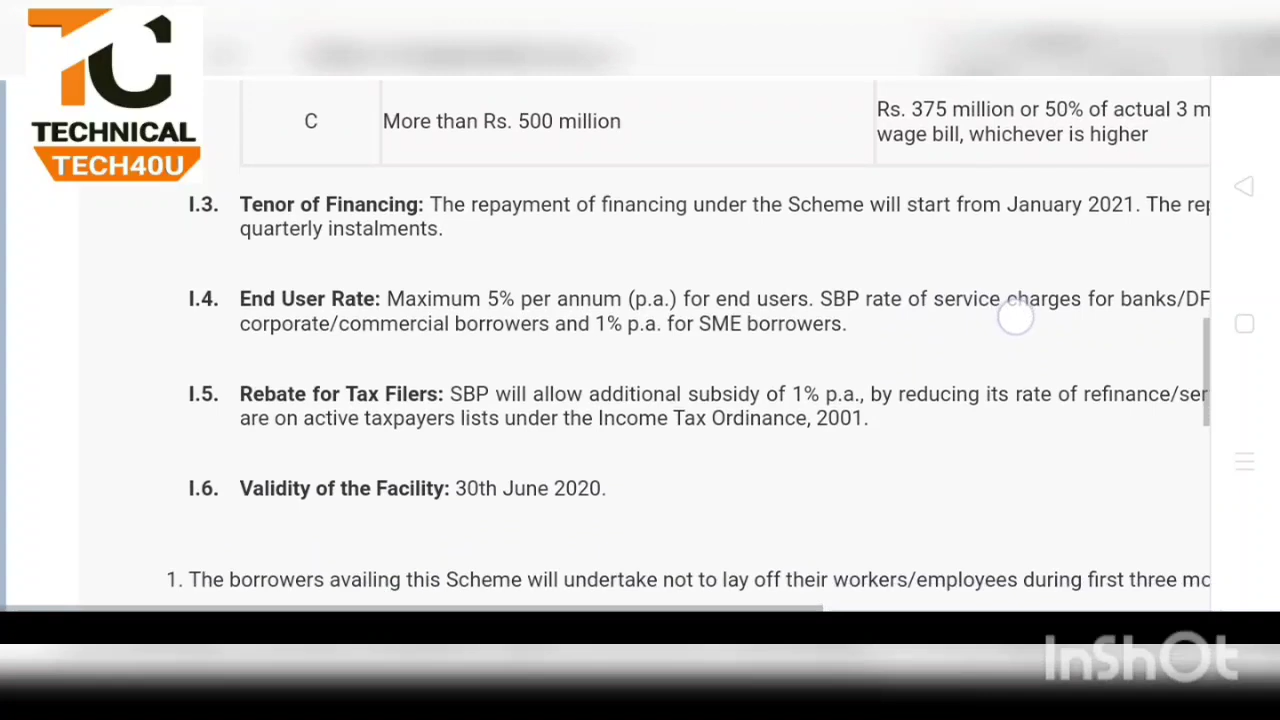 TC
TECHNICAL
TECH40U
C
More than Rs. 500 million
Rs. 375 million or 50% of actual 3 m
wage bill, whichever is higher
I.3. Tenor of Financing: The repayment of financing under the Scheme will start from January 2021. The rep
quarterly instalments.
I.4. End User Rate: Maximum 5% per annum (p.a.) for end users. SBP rate of service charges for banks/DF
corporate/commercial borrowers and 1% p.a. for SME borrowers.
I.5. Rebate for Tax Filers: SBP will allow additional subsidy of 1% p.a., by reducing its rate of refinance/ser
are on active taxpayers lists under the Income Tax Ordinance, 2001.
I.6. Validity of the Facility: 30th June 2020.
1. The borrowers availing this Scheme will undertake not to lay off their workers/employees during first three mo
InShOt